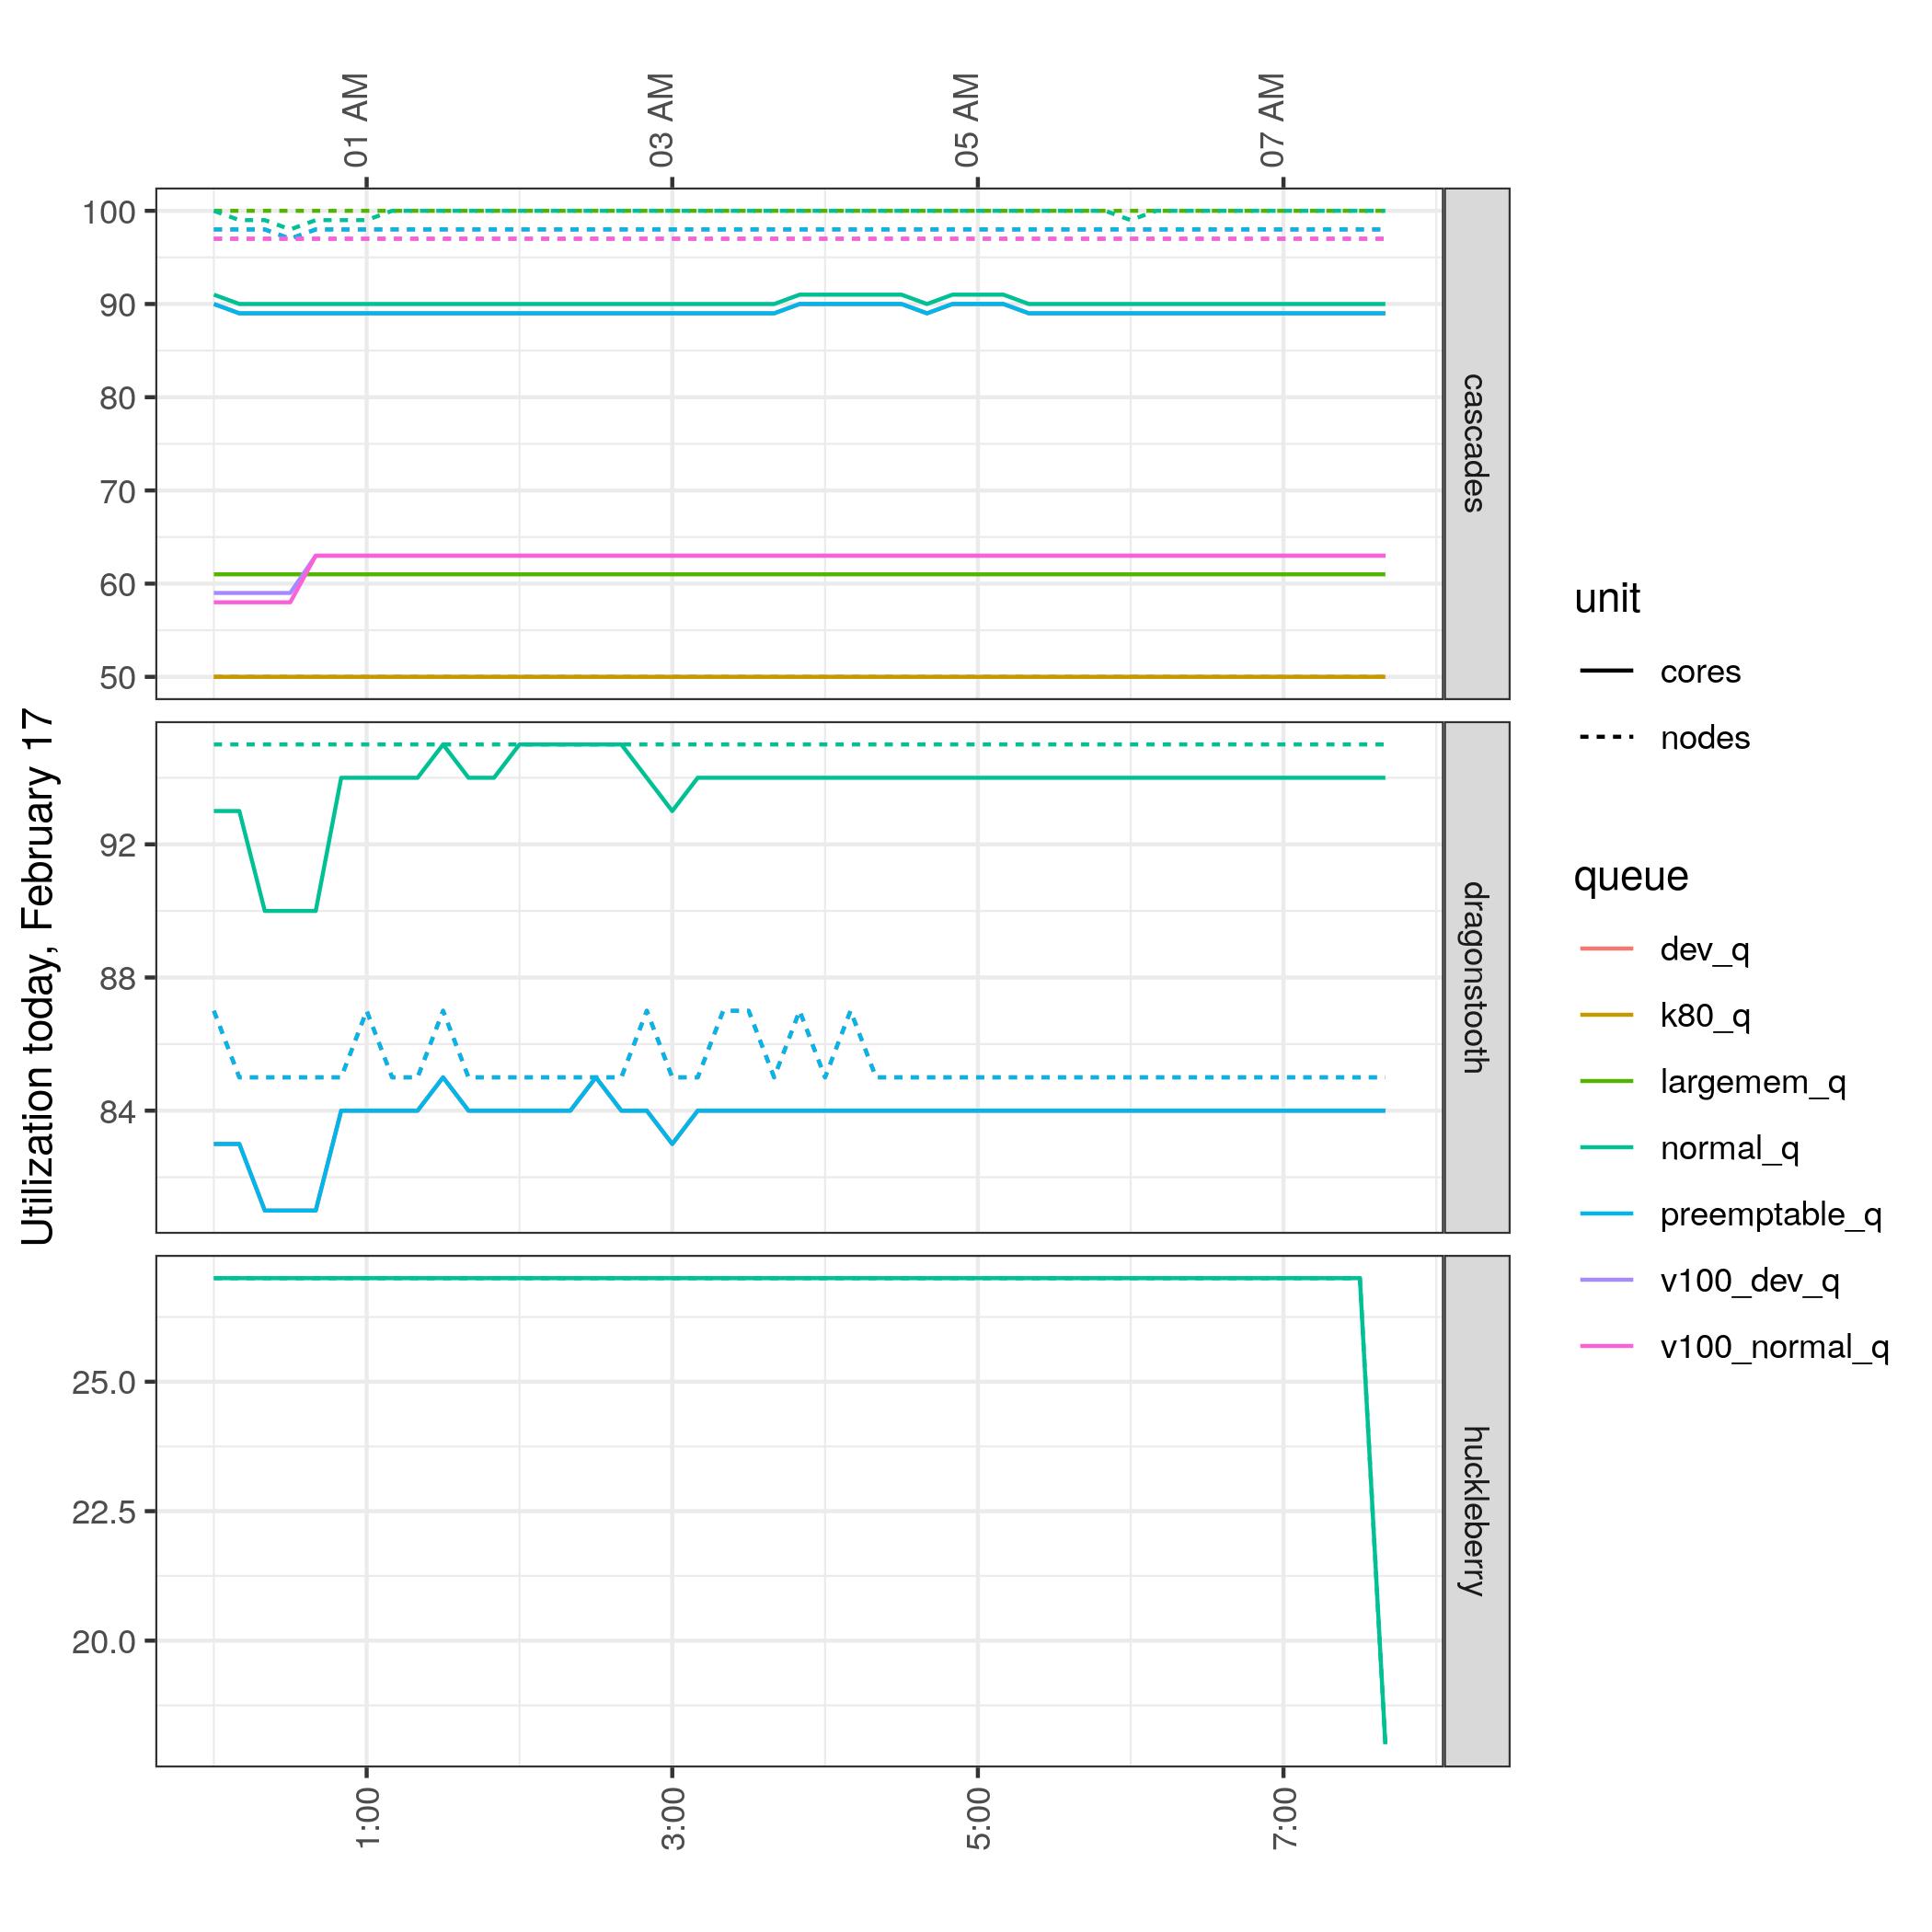 01 AM
03 AM
05 AM
07 AM
Utilization today, February 17
100
90
80
70
60
50
cascades
92
88
84
dragonstooth
25.0
22.5
20.0
huckleberry
1:00
3:00
5:00
7:00
unit
cores
nodes
queue
dev_q
k80_q
largemem_q
normal_q
preemptable_q
v100_dev_q
v100_normal_q